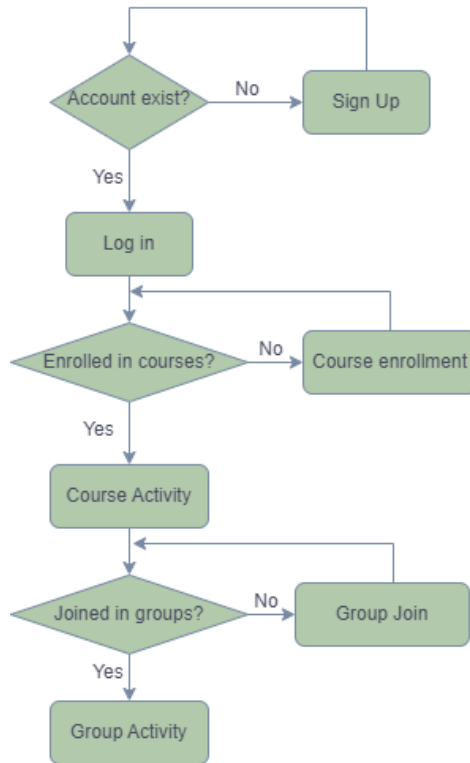 Account exist?
No
Sign Up
Yes
Log in
Enrolled in courses?
No
Course enrollment
Yes
Course Activity
Joined in groups?
No
Group Join
Yes
Group Activity